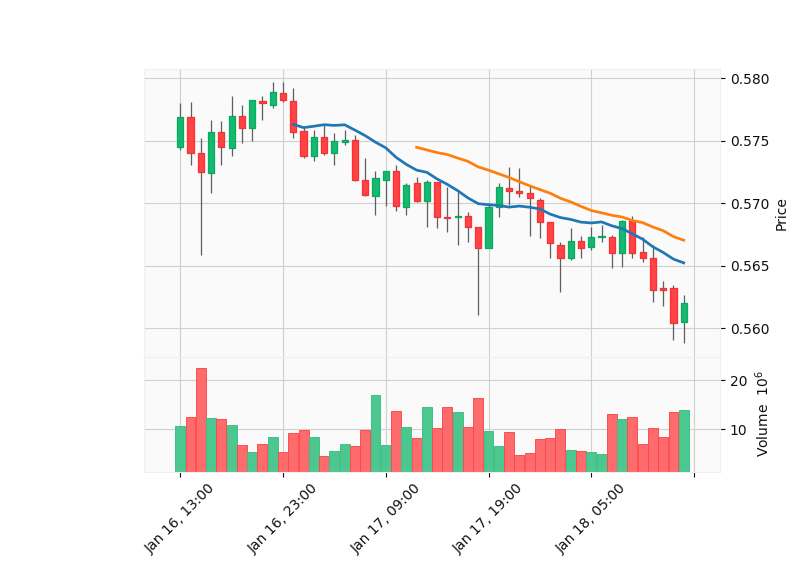 0.580
0.575
0.570
0.565
0.560
Price
20
10
Volume 10^6
Jan 16, 13:00
Jan 16, 23:00
Jan 17, 09:00
Jan 17, 19:00
Jan 18, 05:00